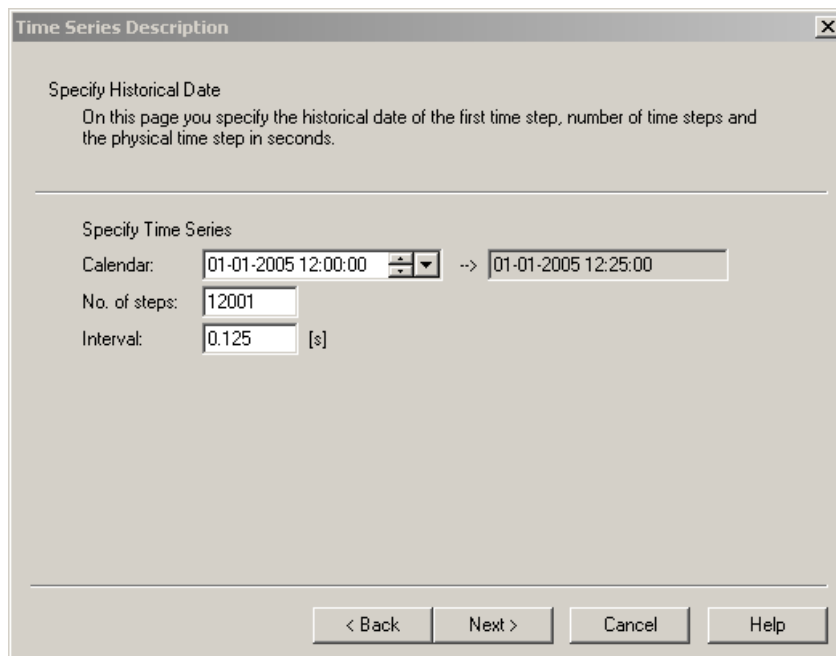 Time Series Description
Specify Historical Date
On this page you specify the historical date of the first time step, number of time steps and
the physical time step in seconds.
Specify Time Series
Calendar: 01-01-2005 12:00:00 --> 01-01-2005 12:25:00
No. of steps: 12001
Interval: 0.125 [s]
< Back Next > Cancel Help